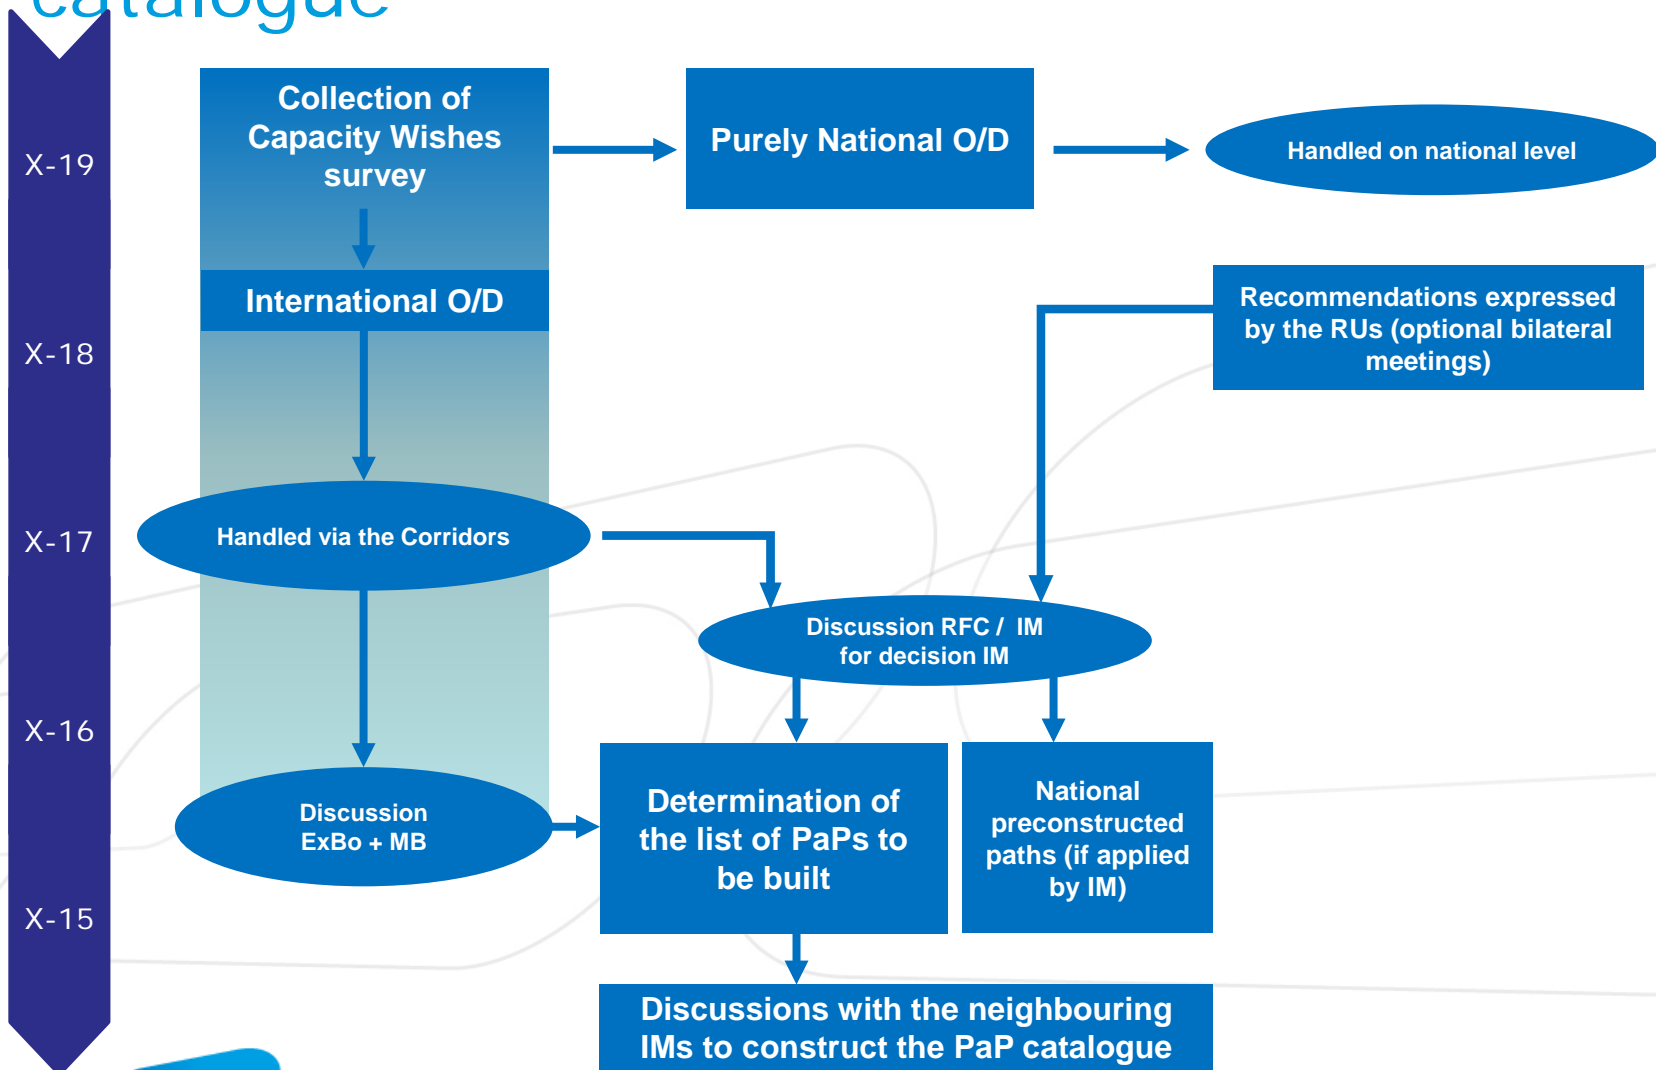 catalogue
X-19
X-18
X-17
X-16
X-15
Collection of
Capacity Wishes
survey
Purely National O/D
Handled on national level
International O/D
Recommendations expressed
by the RUs (optional bilateral
meetings)
Handled via the Corridors
Discussion RFC / IM
for decision IM
Discussion
ExBo + MB
Determination of
the list of PaPs to
be built
National
preconstructed
paths (if applied
by IM)
Discussions with the neighbouring
IMs to construct the PaP catalogue